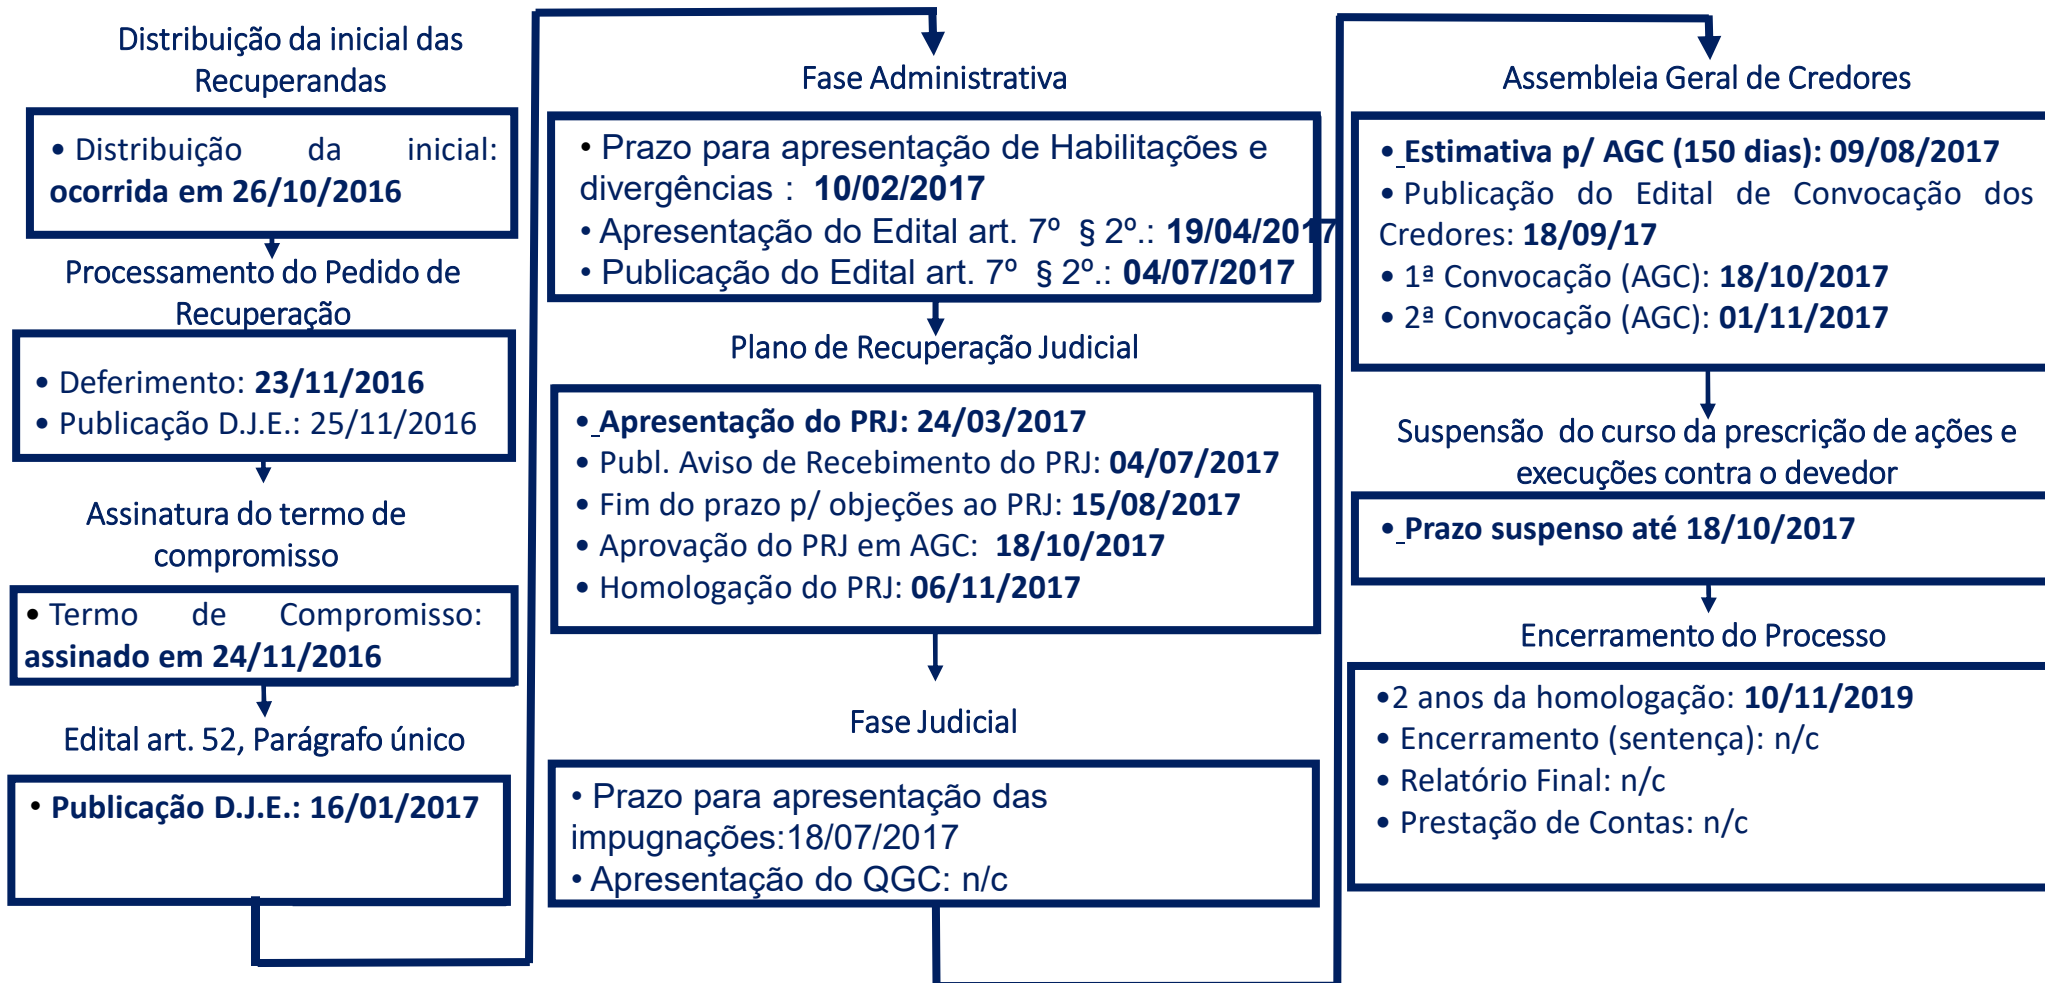 Distribuição da inicial das
Recuperandas
• Distribuição da inicial:
ocorrida em 26/10/2016
Processamento do Pedido de
Recuperação
• Deferimento: 23/11/2016
• Publicação D.J.E.: 25/11/2016
Assinatura do termo de
compromisso
• Termo de Compromisso:
assinado em 24/11/2016
Edital art. 52, Parágrafo único
• Publicação D.J.E.: 16/01/2017
Fase Administrativa
• Prazo para apresentação de Habilitações e
divergências : 10/02/2017
• Apresentação do Edital art. 7º § 2º.: 19/04/2017
• Publicação do Edital art. 7º § 2º.: 04/07/2017
Plano de Recuperação Judicial
• Apresentação do PRJ: 24/03/2017
• Publ. Aviso de Recebimento do PRJ: 04/07/2017
• Fim do prazo p/ objeções ao PRJ: 15/08/2017
• Aprovação do PRJ em AGC: 18/10/2017
• Homologação do PRJ: 06/11/2017
Fase Judicial
• Prazo para apresentação das
impugnações:18/07/2017
• Apresentação do QGC: n/c
Assembleia Geral de Credores
• Estimativa p/ AGC (150 dias): 09/08/2017
• Publicação do Edital de Convocação dos
Credores: 18/09/17
• 1ª Convocação (AGC): 18/10/2017
• 2ª Convocação (AGC): 01/11/2017
Suspensão do curso da prescrição de ações e
execuções contra o devedor
• Prazo suspenso até 18/10/2017
Encerramento do Processo
•2 anos da homologação: 10/11/2019
• Encerramento (sentença): n/c
• Relatório Final: n/c
• Prestação de Contas: n/c